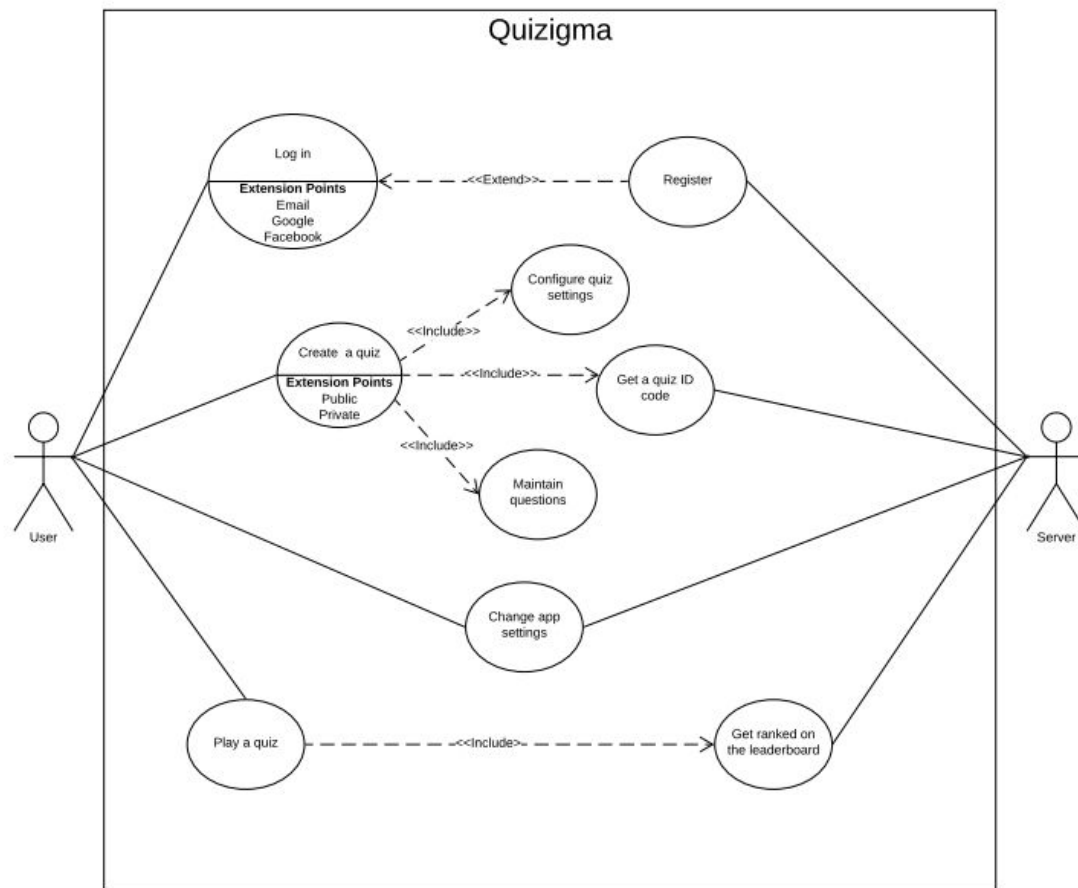 Quizigma
Log in
Extension Points
Email
Google
Facebook
<<Extend>>
Register
Configure quiz
settings
<<Include>>
Create a quiz
Extension Points
Public
Private
<<Include>>
Get a quiz ID
code
<<Include>>
Maintain
questions
User
Server
Change app
settings
Play a quiz
<<Include>
Get ranked on
the leaderboard